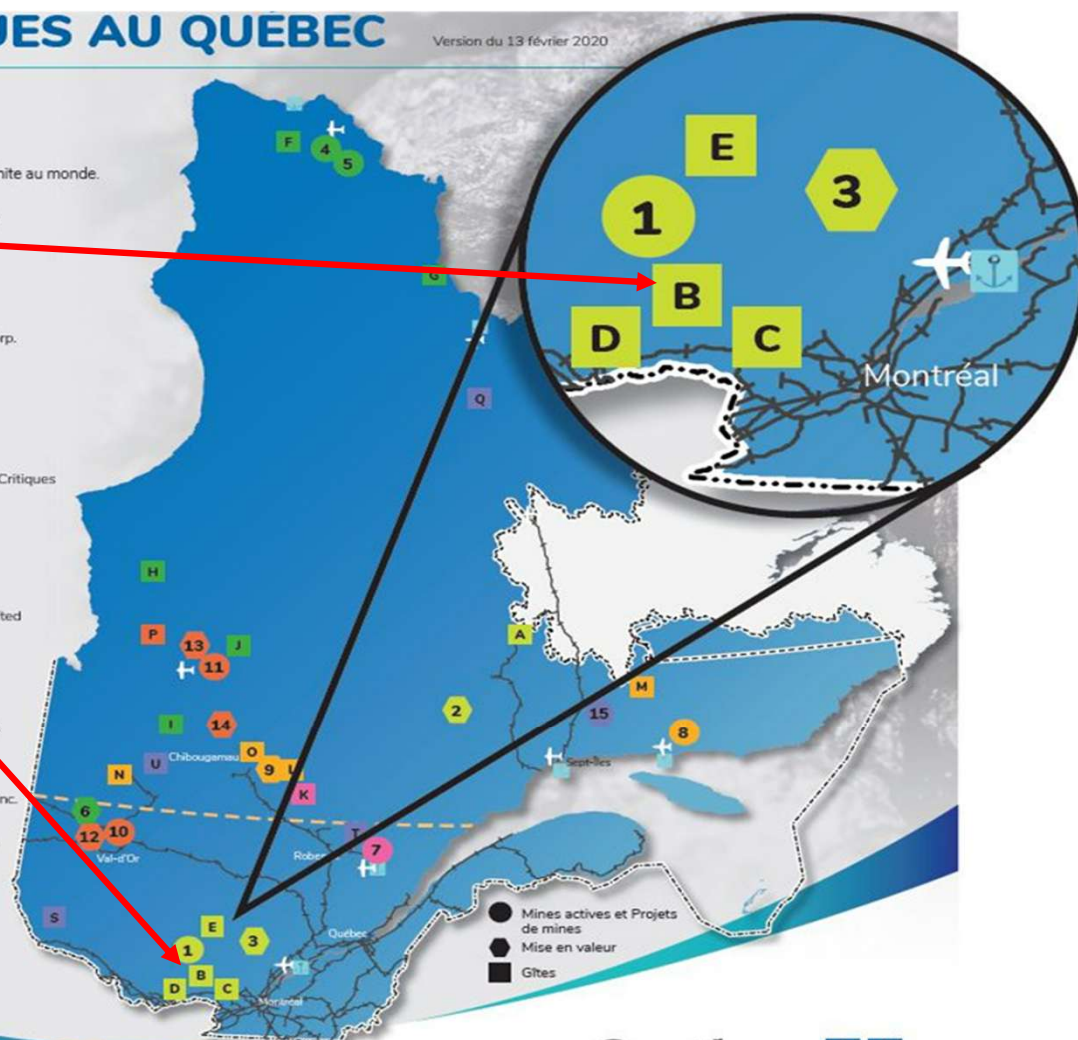 UES AU QUÉBEC
Version du 13 février 2020
nite au monde.
rp.
Critiques
ted
nc.
E
1
3
B
D
C
Montréal
F
4
5
G
Q
H
P
13
J
11
A
M
2
15
8
I
14
U
Chibougamau
O
9
N
K
Sept-Îles
6
12
10
Val-d'Or
7
S
E
1
3
Québec
B
D
C
Montréal
Mines actives et Projets
de mines
Mise en valeur
Gîtes